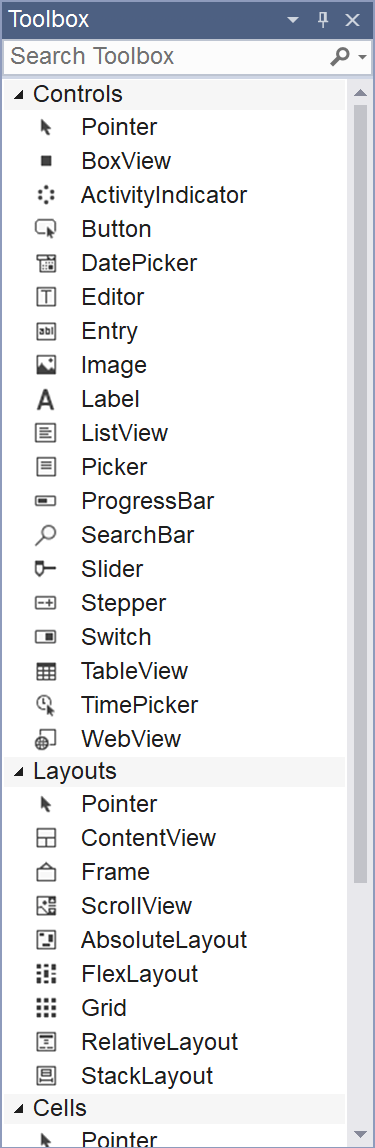 Toolbox
Search Toolbox
Controls
Pointer
BoxView
ActivityIndicator
Button
DatePicker
Editor
Entry
Image
Label
ListView
Picker
ProgressBar
SearchBar
Slider
Stepper
Switch
TableView
TimePicker
WebView
Layouts
Pointer
ContentView
Frame
ScrollView
AbsoluteLayout
FlexLayout
Grid
RelativeLayout
StackLayout
Cells
Pointer